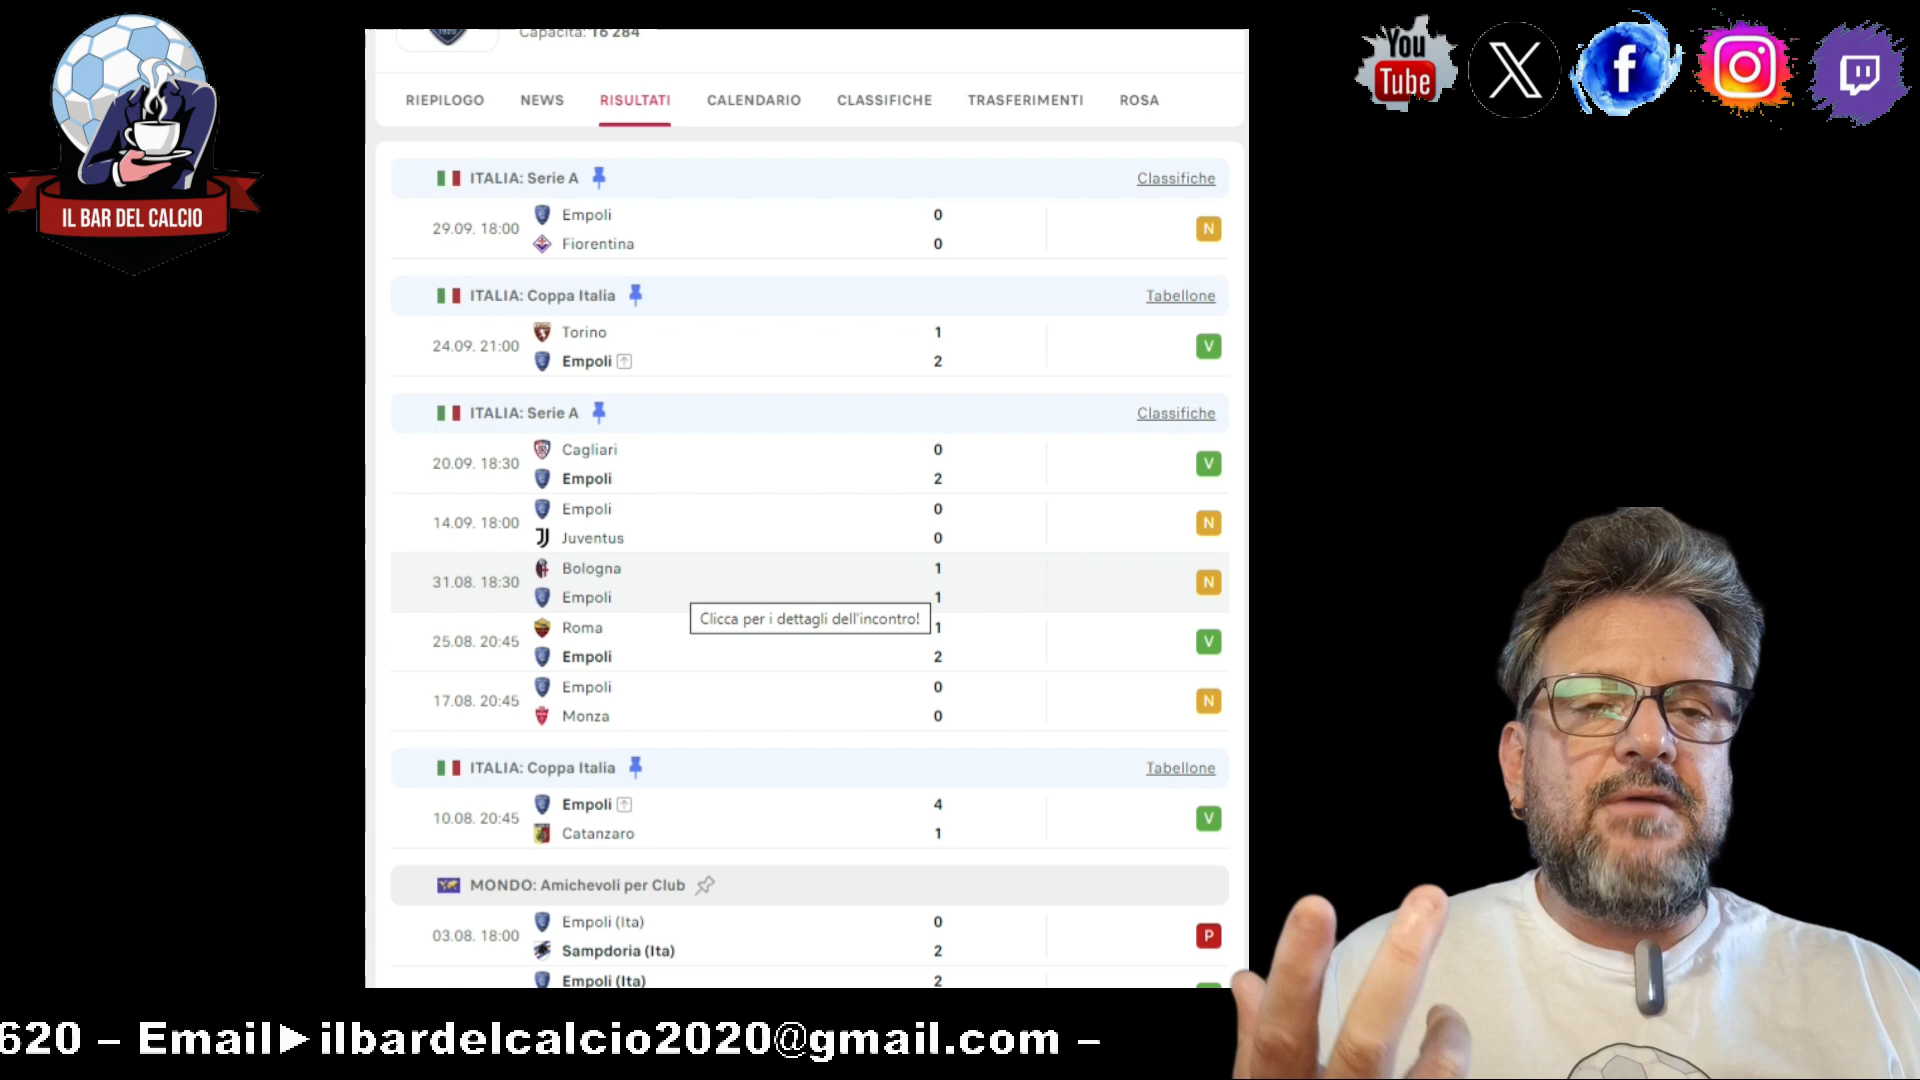 Capacità: 16 284
You
Tube
RIEPILOGO NEWS RISULTATI CALENDARIO CLASSIFICHE TRASFERIMENTI ROSA
IL BAR DEL CALCIO
ITALIA: Serie A Classifiche
29.09. 18:00 Empoli 0 N
Fiorentina 0
ITALIA: Coppa Italia Tabellone
24.09. 21:00 Torino 1 V
Empoli 2
ITALIA: Serie A Classifiche
20.09. 18:30 Cagliari 0 V
Empoli 2
14.09. 18:00 Empoli 0 N
Juventus 0
31.08. 18:30 Bologna 1 N
Empoli 1
Clicca per i dettagli dell'incontro!
25.08. 20:45 Roma 1 V
Empoli 2
17.08. 20:45 Empoli 0 N
Monza 0
ITALIA: Coppa Italia Tabellone
10.08. 20:45 Empoli 4 V
Catanzaro 1
MONDO: Amichevoli per Club
03.08. 18:00 Empoli (Ita) 0 P
Sampdoria (Ita) 2
Empoli (Ita) 2
620 – Email►ilbardelcalcio2020@gmail.com –